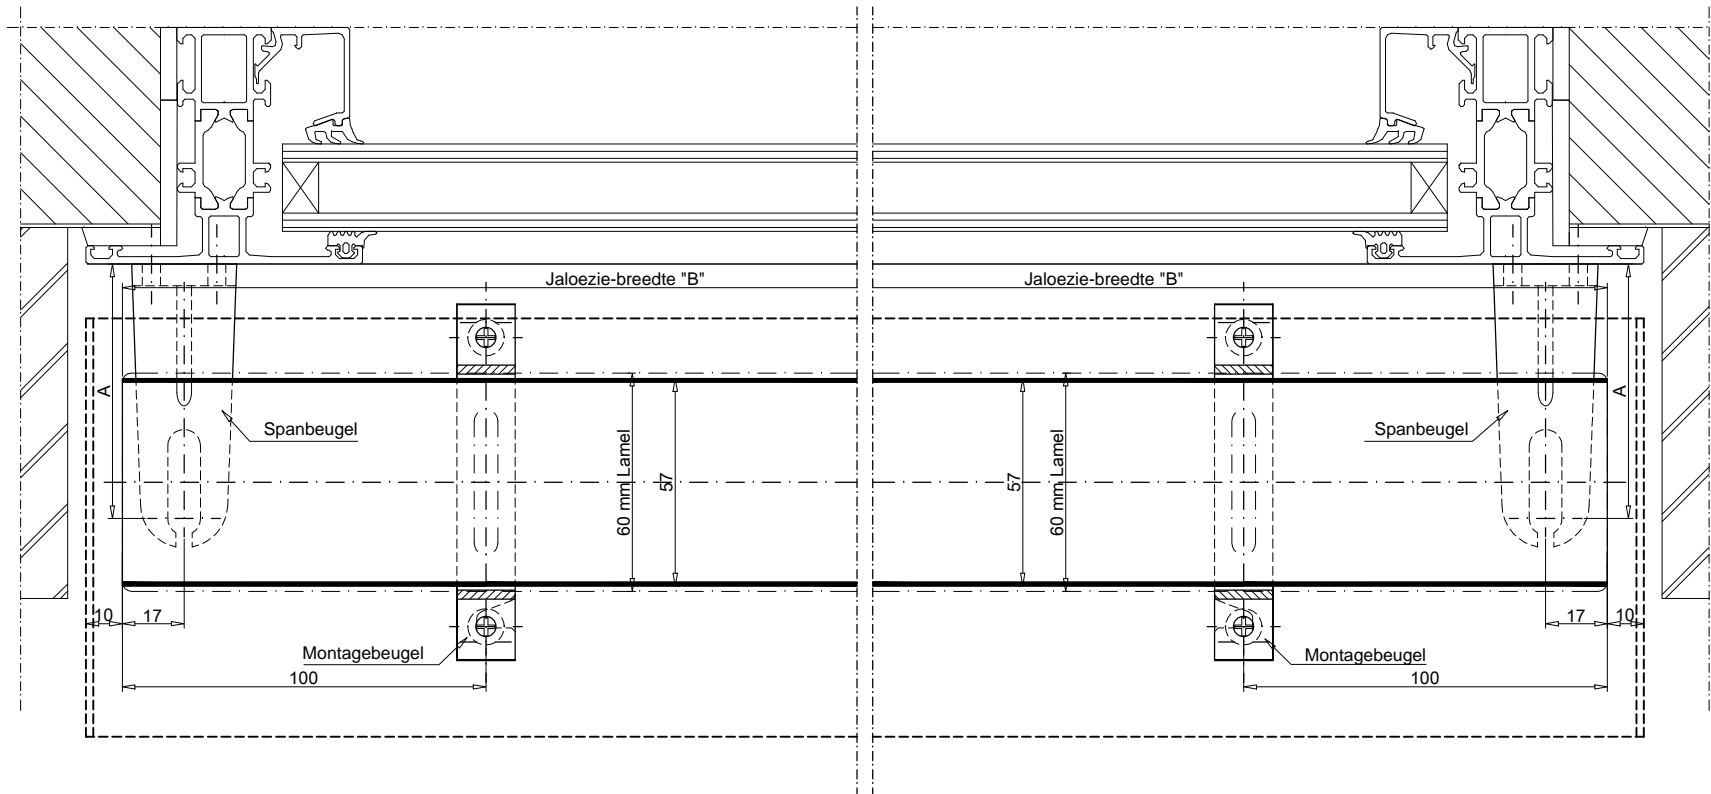 Jaloezie-breedte "B"
Jaloezie-breedte "B"
A
A
Spanbeugel
Spanbeugel
60 mm Lamel
57
57
60 mm Lamel
10
17
17
10
Montagebeugel
Montagebeugel
100
100